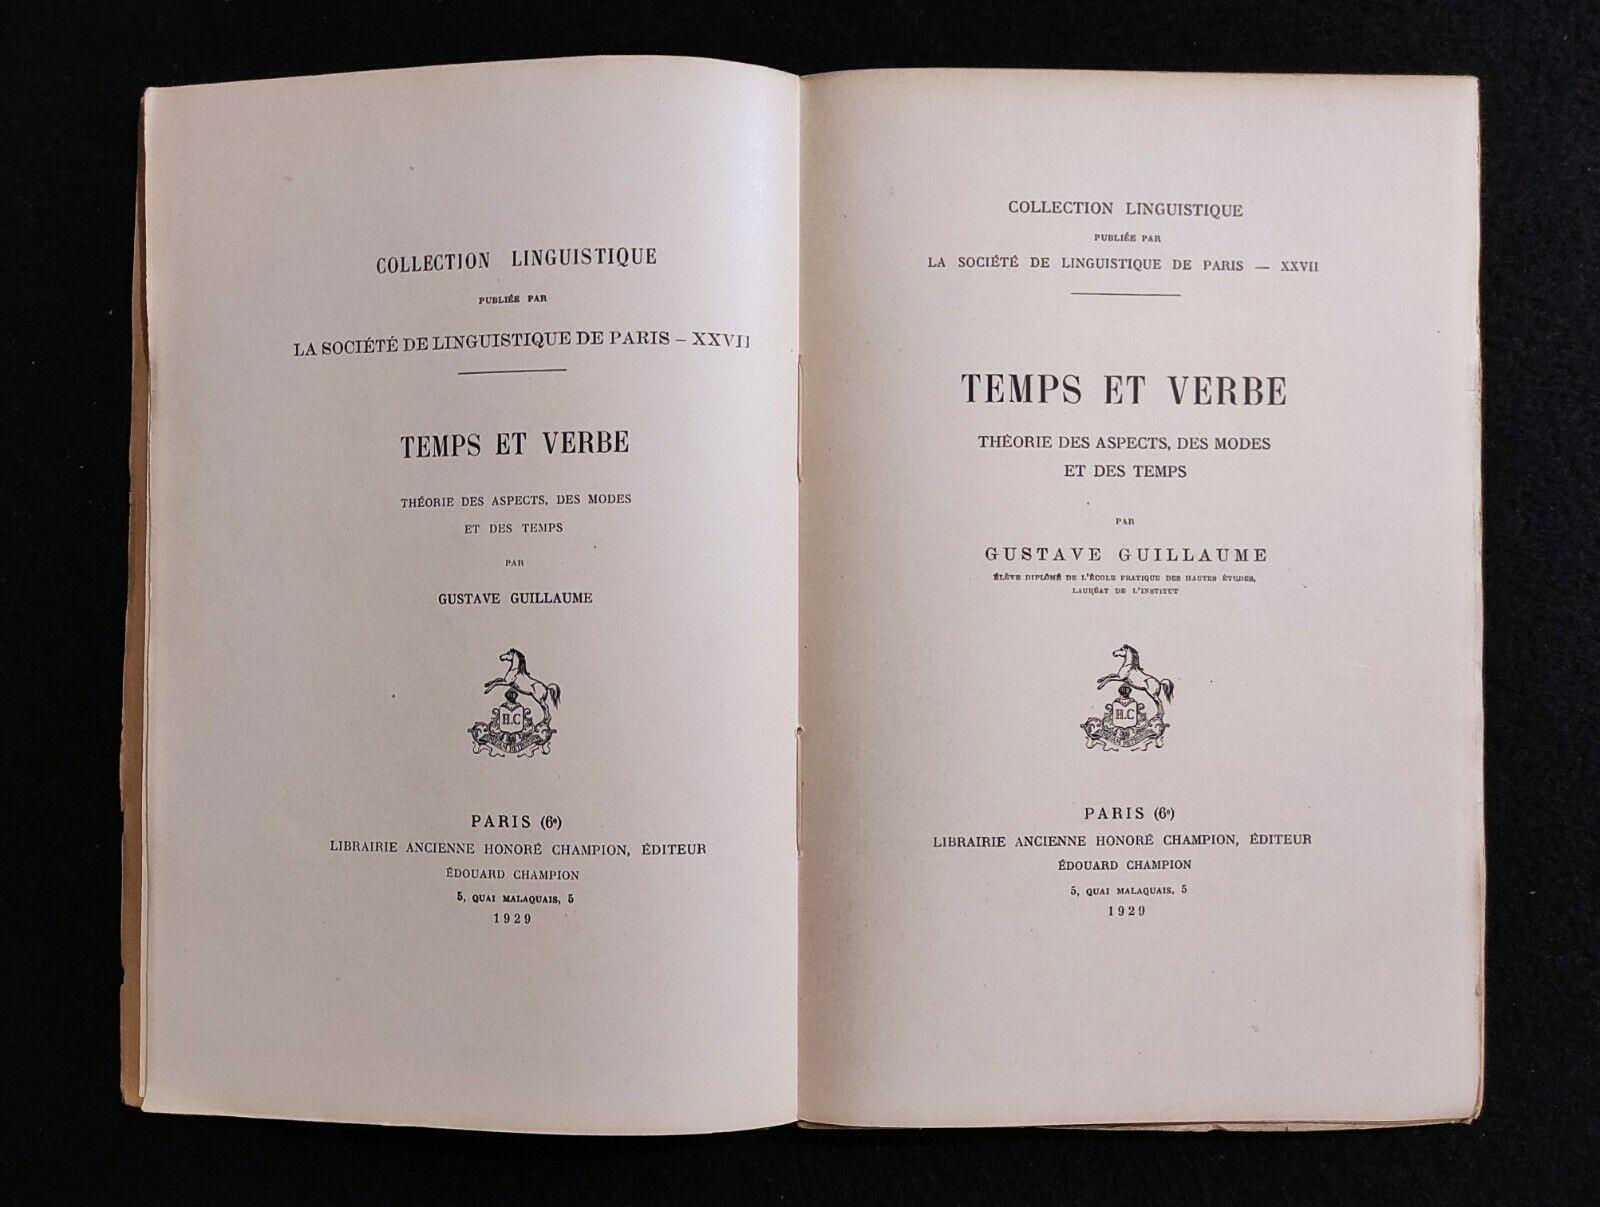 COLLECTION LINGUISTIQUE
PUBLIÉE PAR
LA SOCIÉTÉ DE LINGUISTIQUE DE PARIS – XXVII
TEMPS ET VERBE
THÉORIE DES ASPECTS, DES MODES
ET DES TEMPS
PAR
GUSTAVE GUILLAUME
H.C
PARIS (6e)
LIBRAIRIE ANCIENNE HONORÉ CHAMPION, ÉDITEUR
ÉDOUARD CHAMPION
5, QUAI MALAQUAIS, 5
1929
COLLECTION LINGUISTIQUE
PUBLIÉE PAR
LA SOCIÉTÉ DE LINGUISTIQUE DE PARIS — XXVII
TEMPS ET VERBE
THÉORIE DES ASPECTS, DES MODES
ET DES TEMPS
PAR
GUSTAVE GUILLAUME
ÉLÈVE DIPLÔMÉ DE L'ÉCOLE PRATIQUE DES HAUTES ÉTUDES,
LAURÉAT DE L'INSTITUT
H.C
PARIS (6e)
LIBRAIRIE ANCIENNE HONORÉ CHAMPION, ÉDITEUR
ÉDOUARD CHAMPION
5, QUAI MALAQUAIS, 5
1929